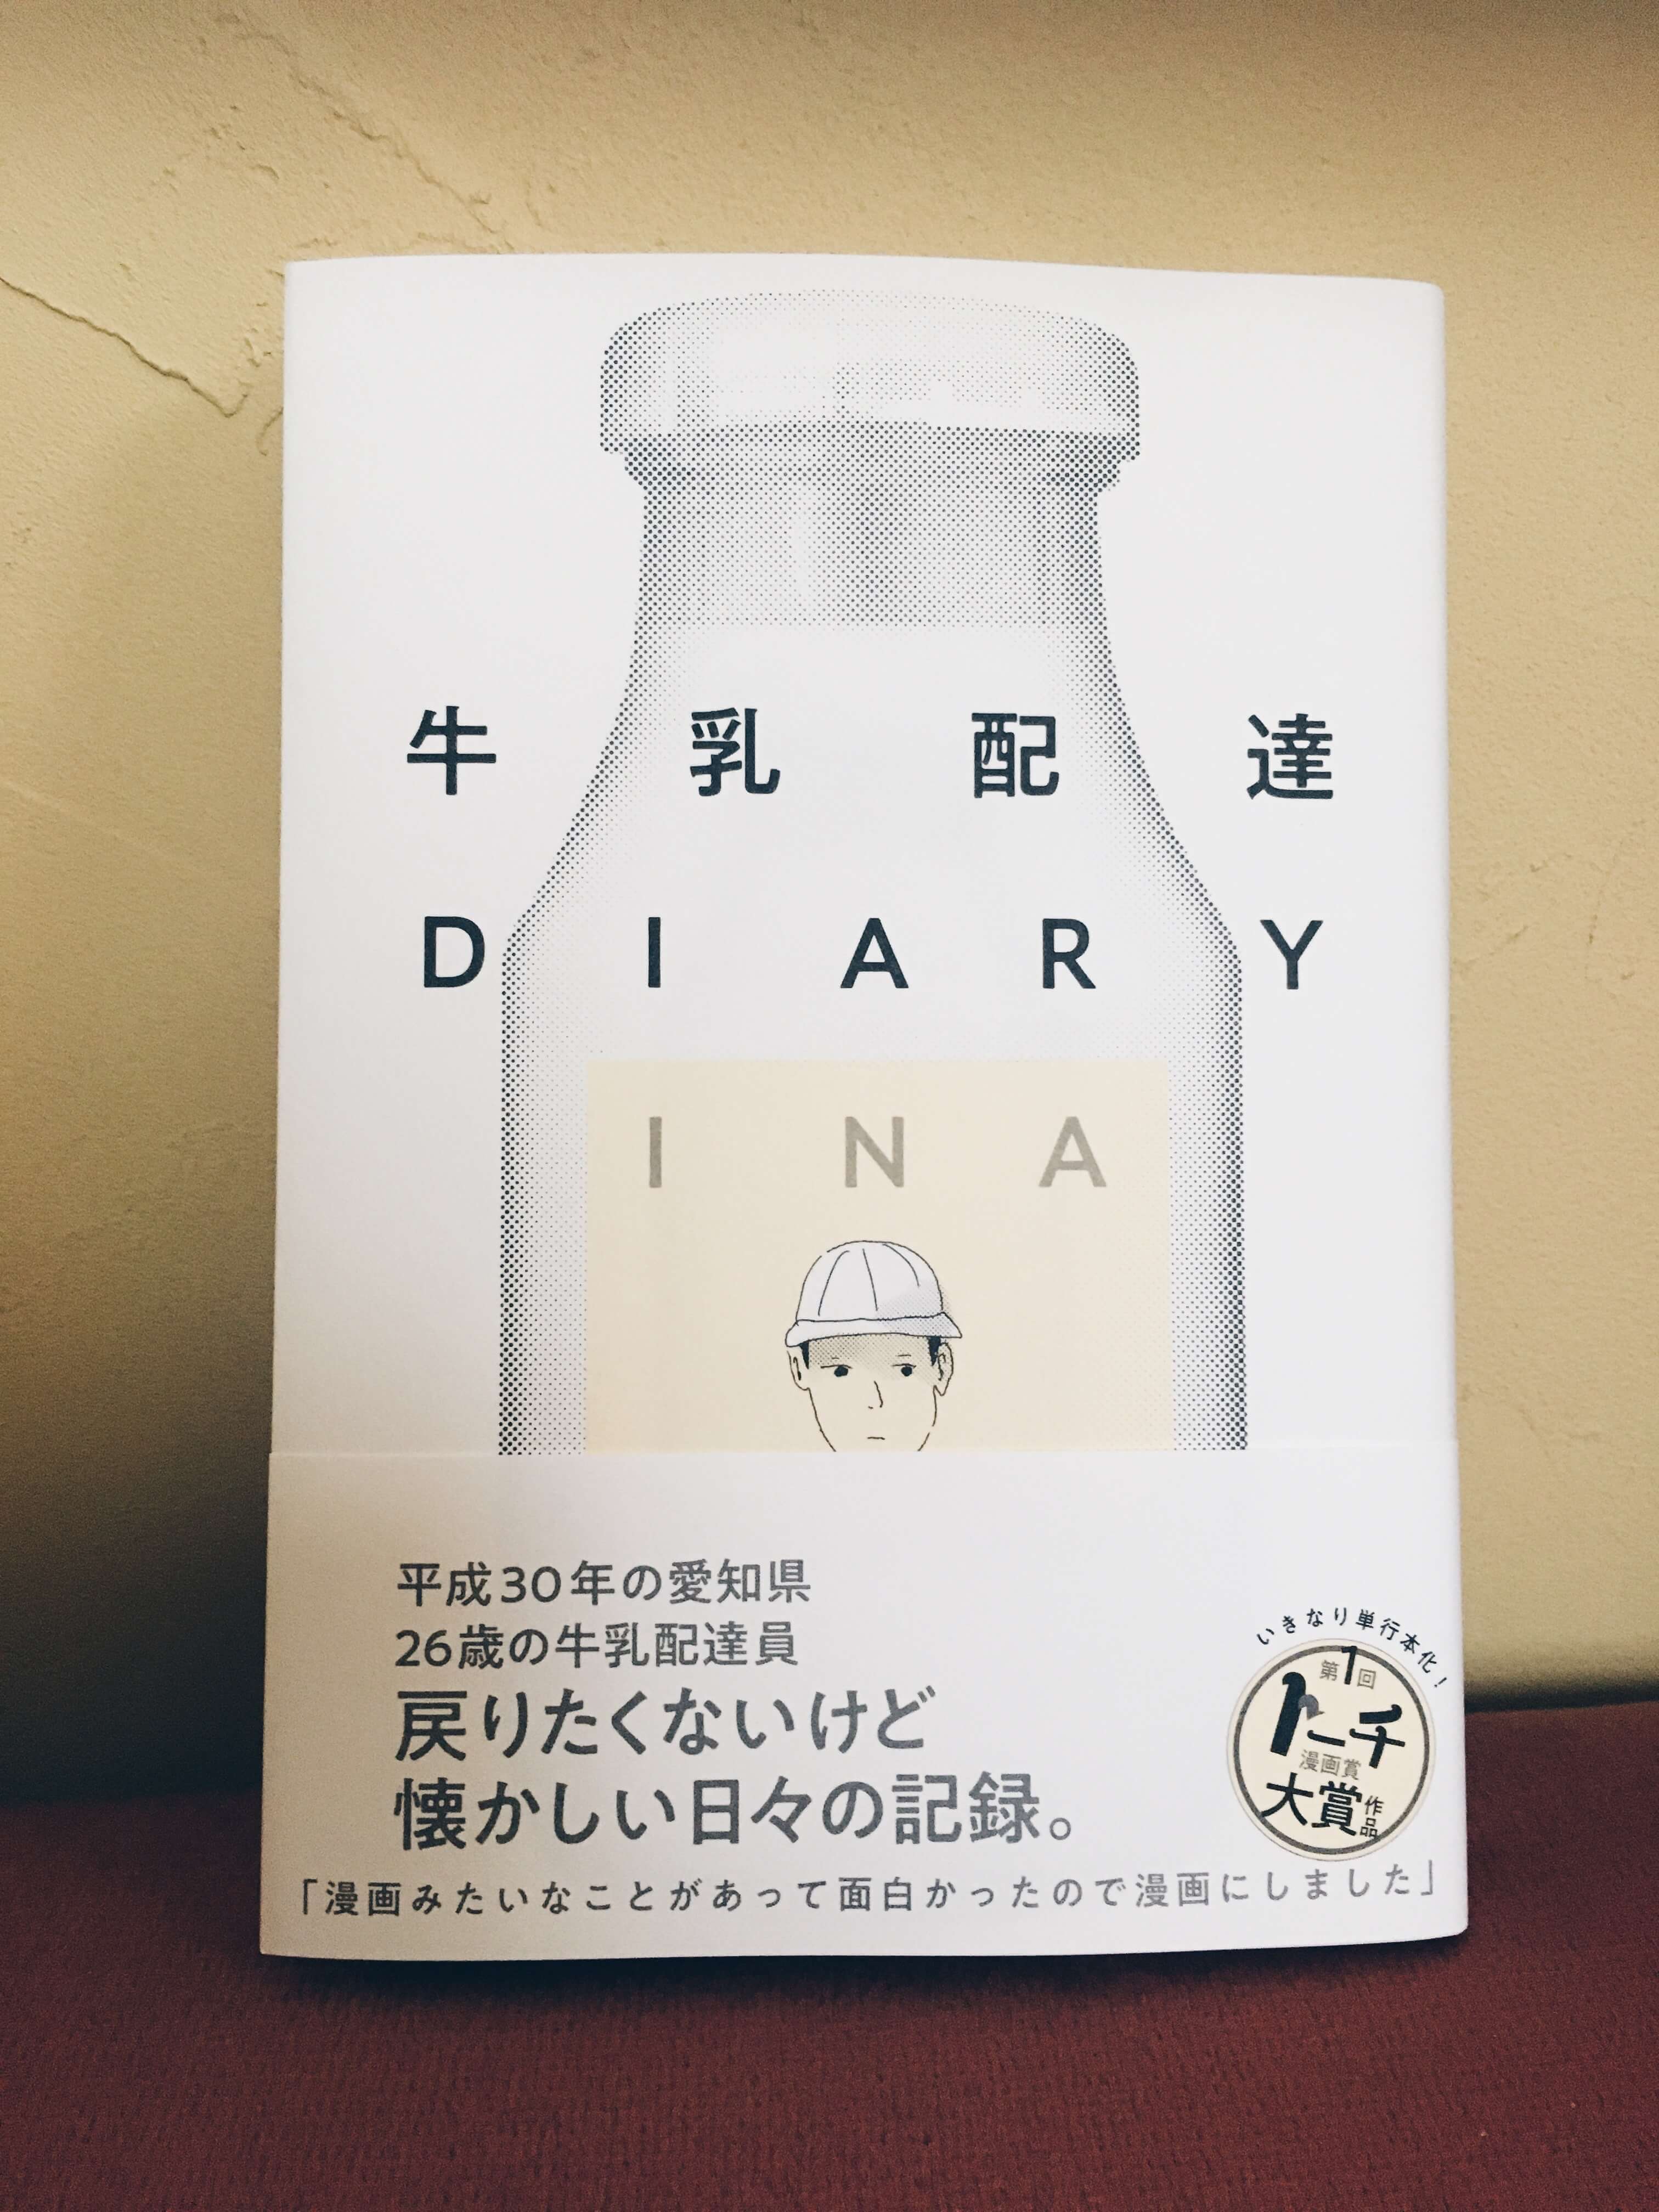 牛乳配達
DIARY
INA
平成30年の愛知県
26歳の牛乳配達員
戻りたくないけど
懐かしい日々の記録。
いきなり単行本化!
第1回
トーチ
漫画賞
大賞作品
「漫画みたいなことがあって面白かったので漫画にしました」